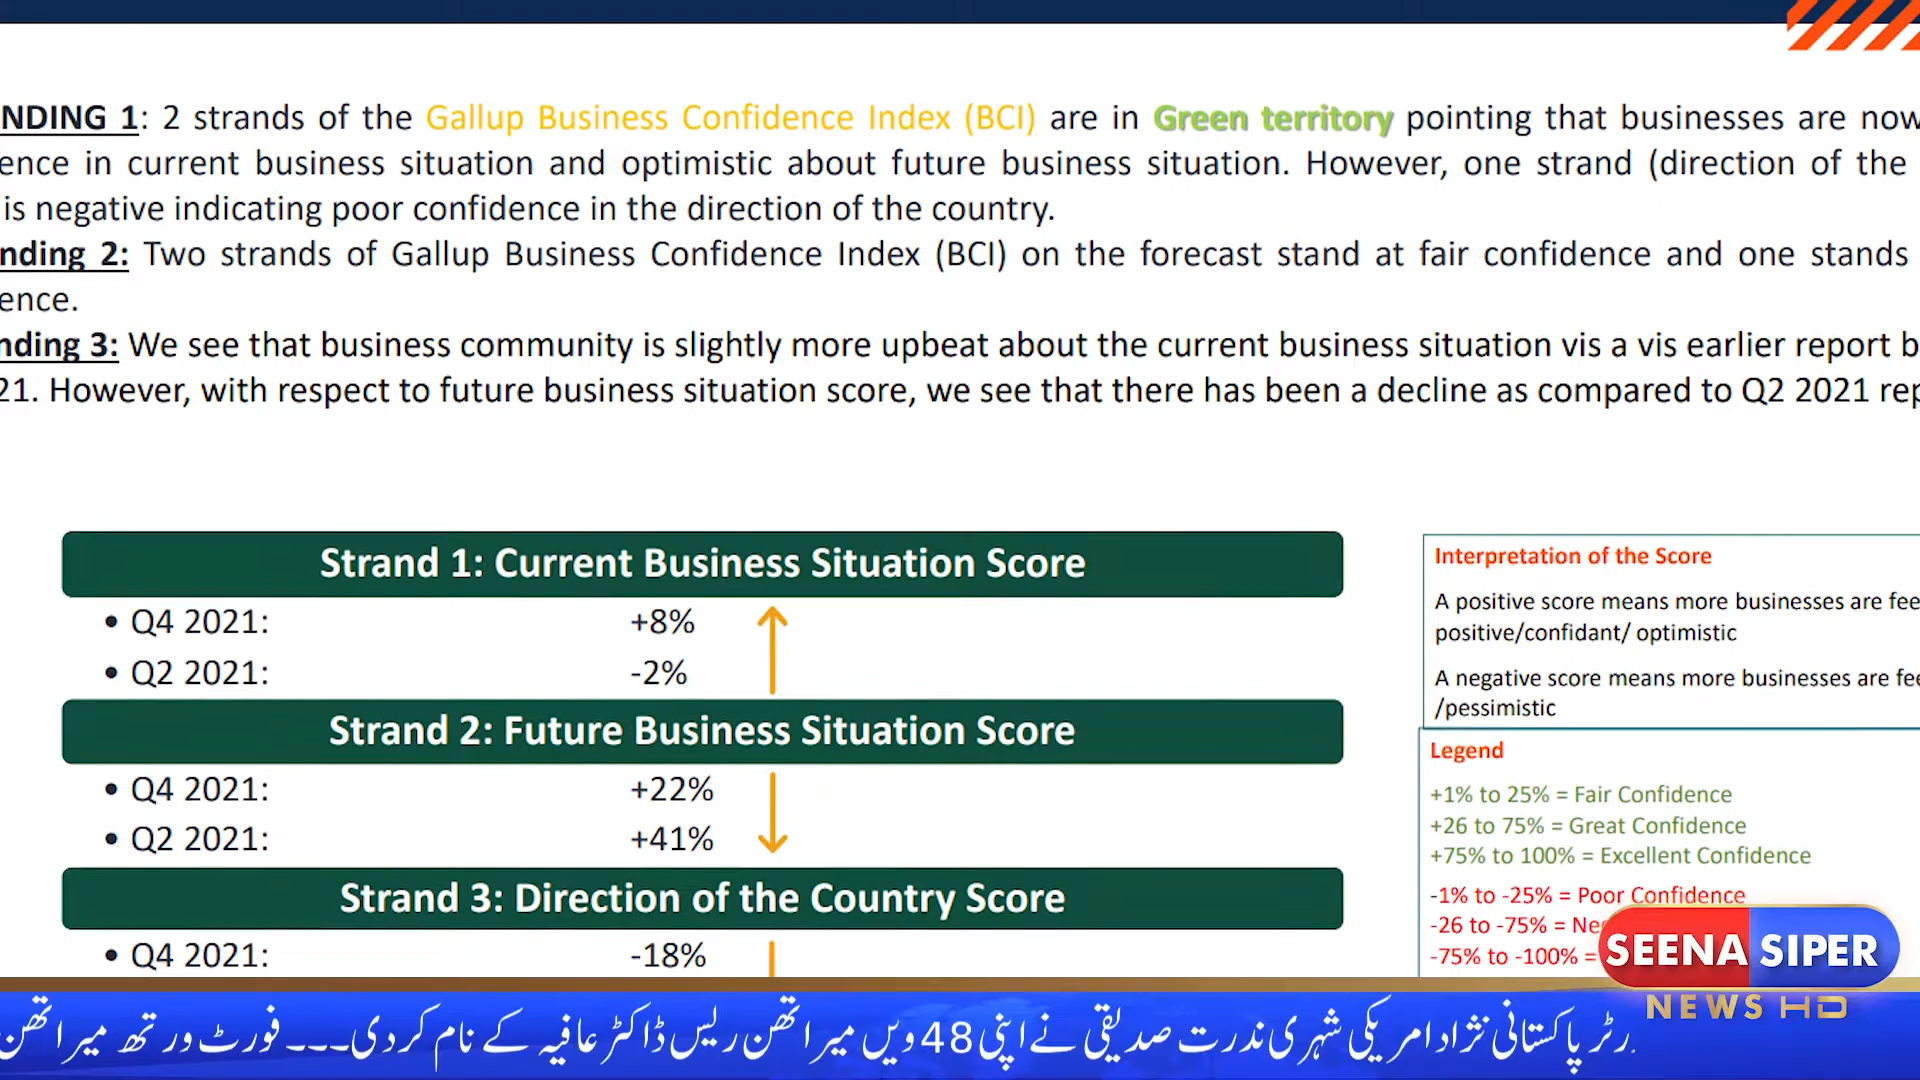 NDING 1: 2 strands of the Gallup Business Confidence Index (BCI) are in Green territory pointing that businesses are now
ence in current business situation and optimistic about future business situation. However, one strand (direction of the
is negative indicating poor confidence in the direction of the country.
nding 2: Two strands of Gallup Business Confidence Index (BCI) on the forecast stand at fair confidence and one stands
ence.
nding 3: We see that business community is slightly more upbeat about the current business situation vis a vis earlier report b
21. However, with respect to future business situation score, we see that there has been a decline as compared to Q2 2021 rep
Strand 1: Current Business Situation Score
• Q4 2021: +8%
• Q2 2021: -2%
Strand 2: Future Business Situation Score
• Q4 2021: +22%
• Q2 2021: +41%
Strand 3: Direction of the Country Score
• Q4 2021: -18%
Interpretation of the Score
A positive score means more businesses are fee
positive/confidant/ optimistic
A negative score means more businesses are fee
/pessimistic
Legend
+1% to 25% = Fair Confidence
+26 to 75% = Great Confidence
+75% to 100% = Excellent Confidence
-1% to -25% = Poor Confidence
-26 to -75% = Ne
-75% to -100% =
SEENA SIPER
NEWS HD
رٹر پاکستانی نژاد امریکی شہری ندرت صدیقی نے اپنی 48 ویں میراتھن ریس ڈاکٹر عافیہ کے نام کر دی۔۔۔ فورٹ ورتھ میراتھن